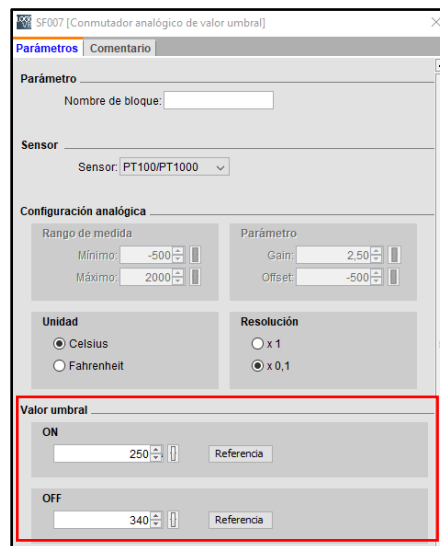 SF007 [Conmutador analógico de valor umbral]
Parámetros Comentario
Parámetro
Nombre de bloque:
Sensor
Sensor: PT100/PT1000
Configuración analógica
Rango de medida Parámetro
Mínimo: -500 Gain: 2,50
Máximo: 2000 Offset: -500
Unidad Resolución
Celsius x 1
Fahrenheit x 0,1
Valor umbral
ON
250 Referencia
OFF
340 Referencia